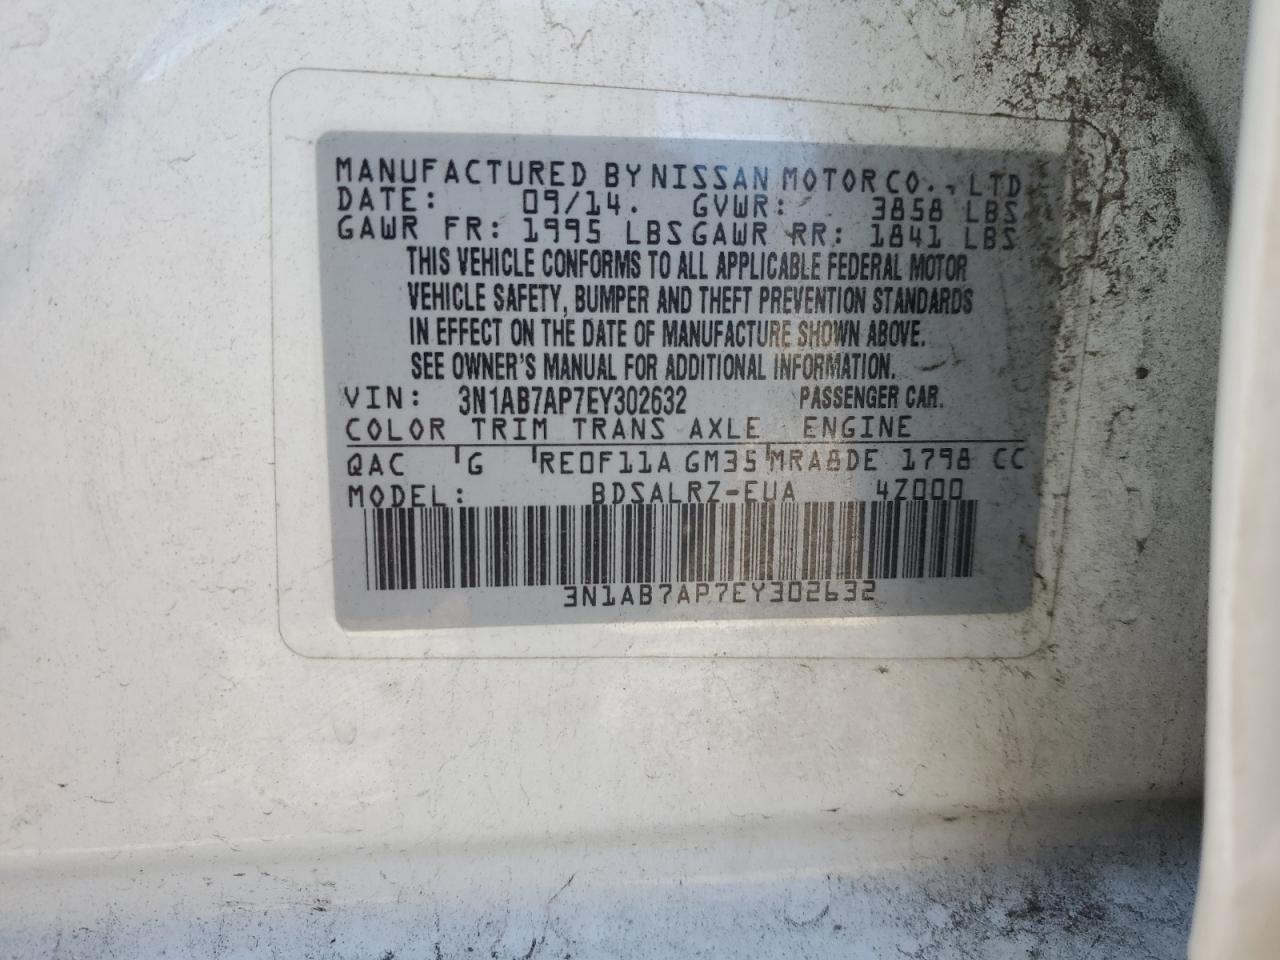 MANUFACTURED BY NISSAN MOTOR CO., LTD
DATE: 09/14. GVWR: 3858 LBS
GAWR FR: 1995 LBS GAWR RR: 1841 LBS
THIS VEHICLE CONFORMS TO ALL APPLICABLE FEDERAL MOTOR
VEHICLE SAFETY, BUMPER AND THEFT PREVENTION STANDARDS
IN EFFECT ON THE DATE OF MANUFACTURE SHOWN ABOVE.
SEE OWNER'S MANUAL FOR ADDITIONAL INFORMATION.
VIN: 3N1AB7AP7EY302632 PASSENGER CAR.
COLOR TRIM TRANS AXLE ENGINE
QAC G RE0F11A GM35 MRA8DE 1798 CC
MODEL: BDSALRZ-EUA 4Z000
3N1AB7AP7EY302632